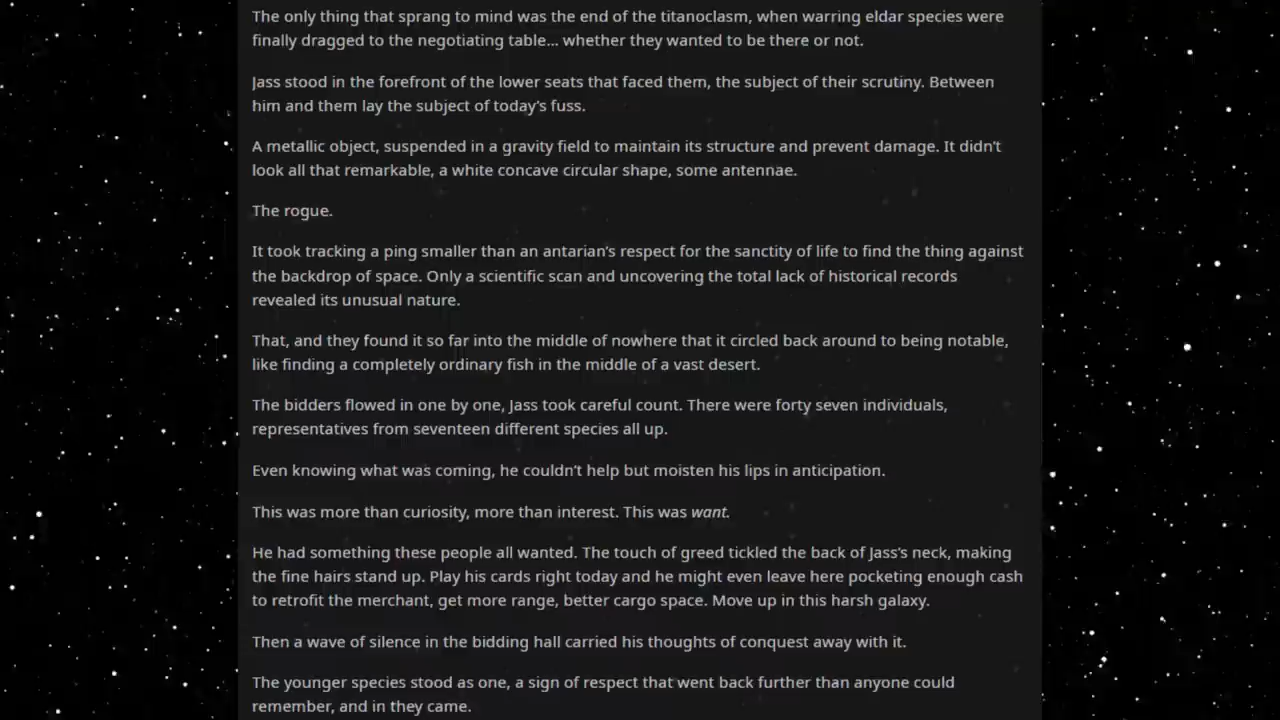 The only thing that sprang to mind was the end of the titanoclasm, when warring eldar species were
finally dragged to the negotiating table... whether they wanted to be there or not.
Jass stood in the forefront of the lower seats that faced them, the subject of their scrutiny. Between
him and them lay the subject of today's fuss.
A metallic object, suspended in a gravity field to maintain its structure and prevent damage. It didn't
look all that remarkable, a white concave circular shape, some antennae.
The rogue.
It took tracking a ping smaller than an antarian's respect for the sanctity of life to find the thing against
the backdrop of space. Only a scientific scan and uncovering the total lack of historical records
revealed its unusual nature.
That, and they found it so far into the middle of nowhere that it circled back around to being notable,
like finding a completely ordinary fish in the middle of a vast desert.
The bidders flowed in one by one, Jass took careful count. There were forty seven individuals,
representatives from seventeen different species all up.
Even knowing what was coming, he couldn't help but moisten his lips in anticipation.
This was more than curiosity, more than interest. This was want.
He had something these people all wanted. The touch of greed tickled the back of Jass's neck, making
the fine hairs stand up. Play his cards right today and he might even leave here pocketing enough cash
to retrofit the merchant, get more range, better cargo space. Move up in this harsh galaxy.
Then a wave of silence in the bidding hall carried his thoughts of conquest away with it.
The younger species stood as one, a sign of respect that went back further than anyone could
remember, and in they came.